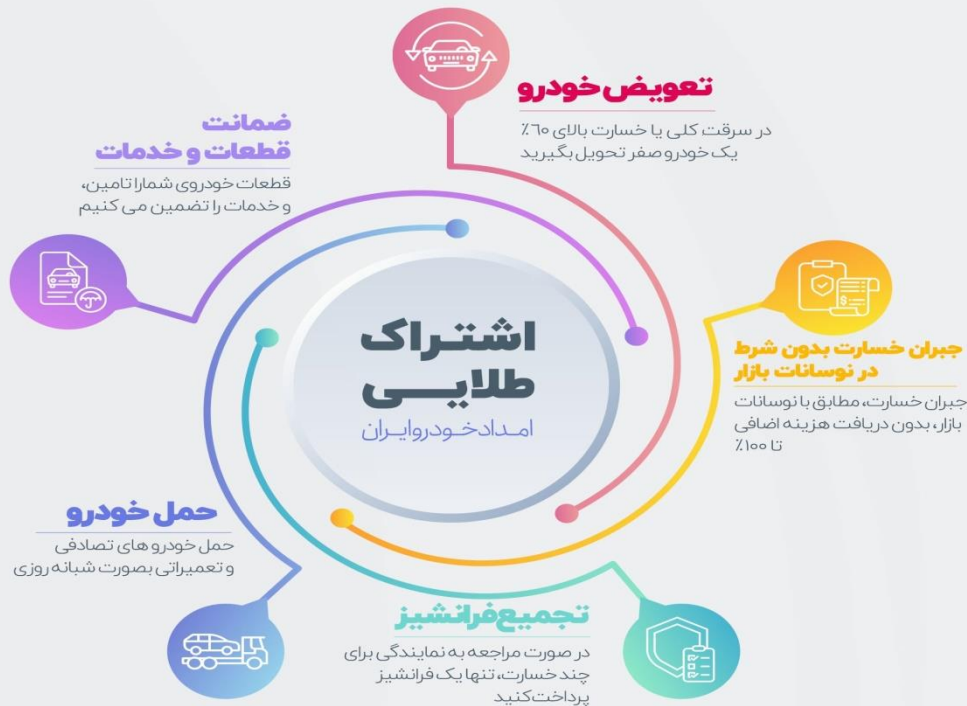 تعویض خودرو
در سرقت کلی یا خسارت بالای ٦٠٪
یک خودرو صفر تحویل بگیرید
ضمانت
قطعات و خدمات
قطعات خودروی شما را تامین،
و خدمات را تضمین می کنیم
اشتراک
طلایی
امداد خودرو ایران
جبران خسارت بدون شرط
در نوسانات بازار
جبران خسارت، مطابق با نوسانات
بازار، بدون دریافت هزینه اضافی
تا ۱۰۰٪
حمل خودرو
حمل خودرو های تصادفی
و تعمیراتی بصورت شبانه روزی
تجمیع فرانشیز
در صورت مراجعه به نمایندگی برای
چند خسارت، تنها یک فرانشیز
پرداخت کنید